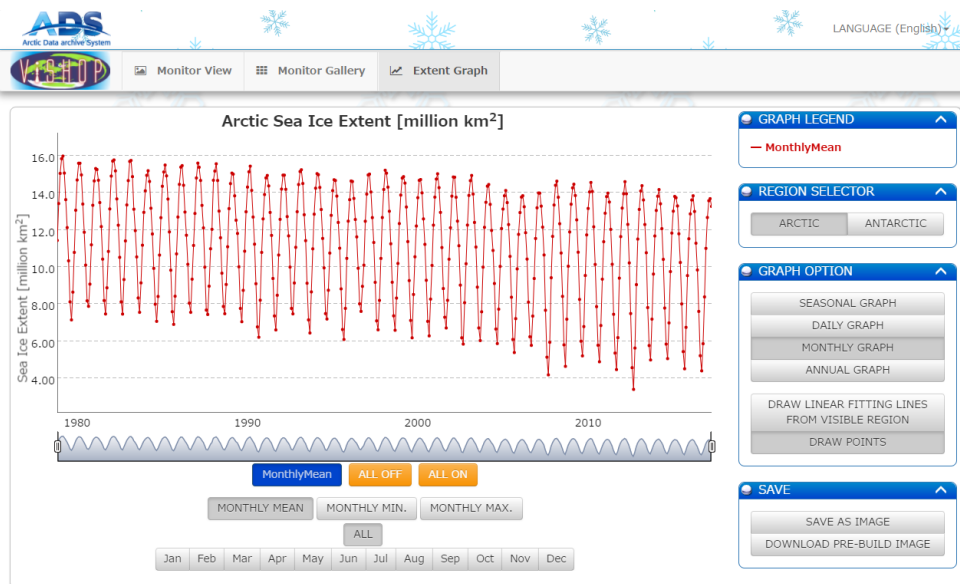 ADS
Arctic Data archive System
LANGUAGE (English)
VISHOP
Monitor View
Monitor Gallery
Extent Graph
Arctic Sea Ice Extent [million km²]
Sea Ice Extent [million km²]
16.0
14.0
12.0
10.0
8.00
6.00
4.00
1980
1990
2000
2010
MonthlyMean
ALL OFF
ALL ON
MONTHLY MEAN
MONTHLY MIN.
MONTHLY MAX.
ALL
Jan
Feb
Mar
Apr
May
Jun
Jul
Aug
Sep
Oct
Nov
Dec
GRAPH LEGEND
MonthlyMean
REGION SELECTOR
ARCTIC
ANTARCTIC
GRAPH OPTION
SEASONAL GRAPH
DAILY GRAPH
MONTHLY GRAPH
ANNUAL GRAPH
DRAW LINEAR FITTING LINES
FROM VISIBLE REGION
DRAW POINTS
SAVE
SAVE AS IMAGE
DOWNLOAD PRE-BUILD IMAGE